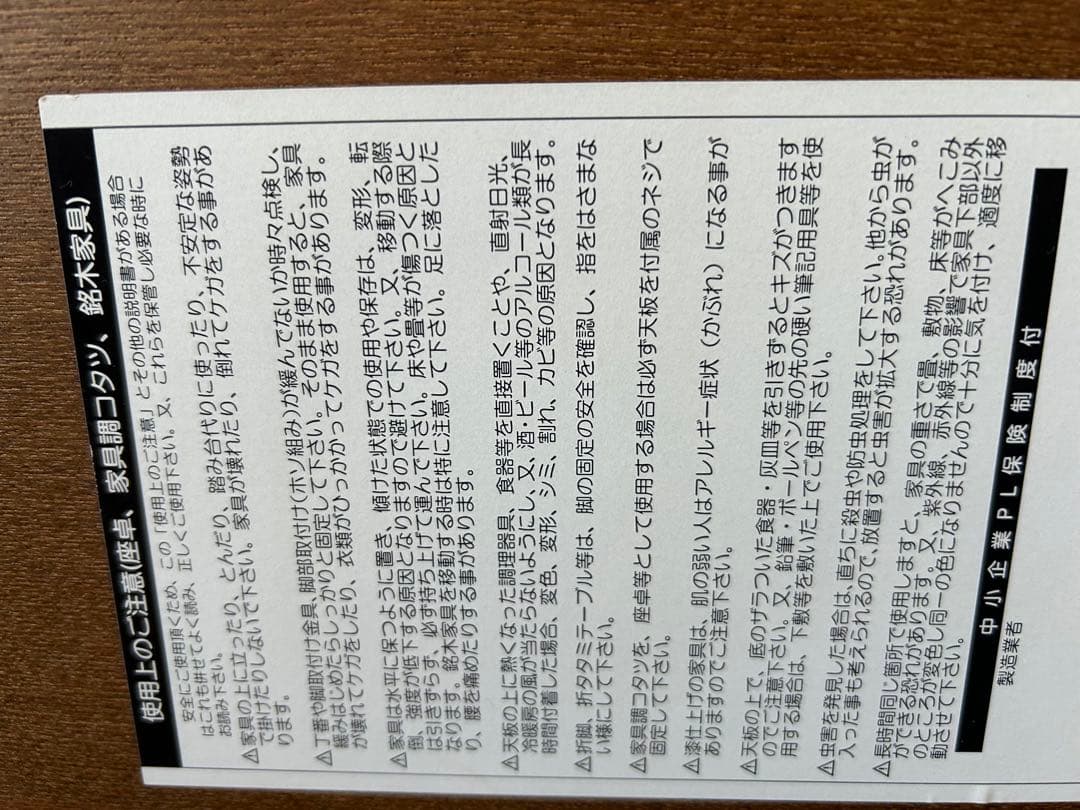 使用上のご注意(座卓、家具調コタツ、銘木家具)
安全にご使用頂くため、この「使用上のご注意」とその他の説明書がある場合
はこれも併せてよく読み、正しくご使用下さい。又、これらを保管し必要な時に
お読み下さい。
⚠家具の上に立ったり、とんだり、踏み台代りに使ったり、不安定な姿勢
で掛けたりしないで下さい。家具が壊れたり、倒れてケガをする事があ
ります。
⚠丁番や脚取付け金具、脚部取付け(ホゾ組み)が緩んでないか時々点検し、
緩みはじめたらしっかりと固定して下さい。そのまま使用すると、家具
が壊れてケガをしたり、衣類がひっかかってケガをする事があります。
⚠家具は水平に保つように置き、傾けた状態での使用や保存は、変形、転
倒、強度が低下する原因となりますので避けて下さい。又、移動する際
は引きずらず、必ず持ち上げて運んで下さい。床や畳等が傷つく原因と
なります。銘木家具を移動する時は特に注意して下さい。足に落とした
り、腰を痛めたりする事があります。
⚠天板の上に熱くなった調理器具、食器等を直接置くことや、直射日光、
冷暖房の風が当たらないようにし、又、酒・ビール等のアルコール類が長
時間付着した場合、変色、変形、シミ、割れ、カビ等の原因となります。
⚠折脚、折タタミテーブル等は、脚の固定の安全を確認し、指をはさまな
い様にして下さい。
⚠家具調コタツを、座卓等として使用する場合は必ず天板を付属のネジで
固定して下さい。
⚠漆仕上げの家具は、肌の弱い人はアレルギー症状(かぶれ)になる事が
ありますのでご注意下さい。
⚠天板の上で、底のザラついた食器・灰皿等を引きずるとキズがつきます
のでご注意下さい。又、鉛筆・ボールペン等の先の硬い筆記用具等を使
用する場合は、下敷等を敷いた上でご使用下さい。
⚠虫害を発見した場合は、直ちに殺虫や防虫処理をして下さい。他から虫が
入った事も考えられるので、放置すると虫害が拡大する恐れがあります。
⚠長時間同じ箇所で使用しますと、家具の重さで畳、敷物、床等がへこみ
ができる恐れがあります。又、紫外線、赤外線等の影響で家具下部以外
のところが変色し同一の色になりませんので十分に気を付け、適度に移
動させて下さい。
中小企業PL保険制度付
製造業者